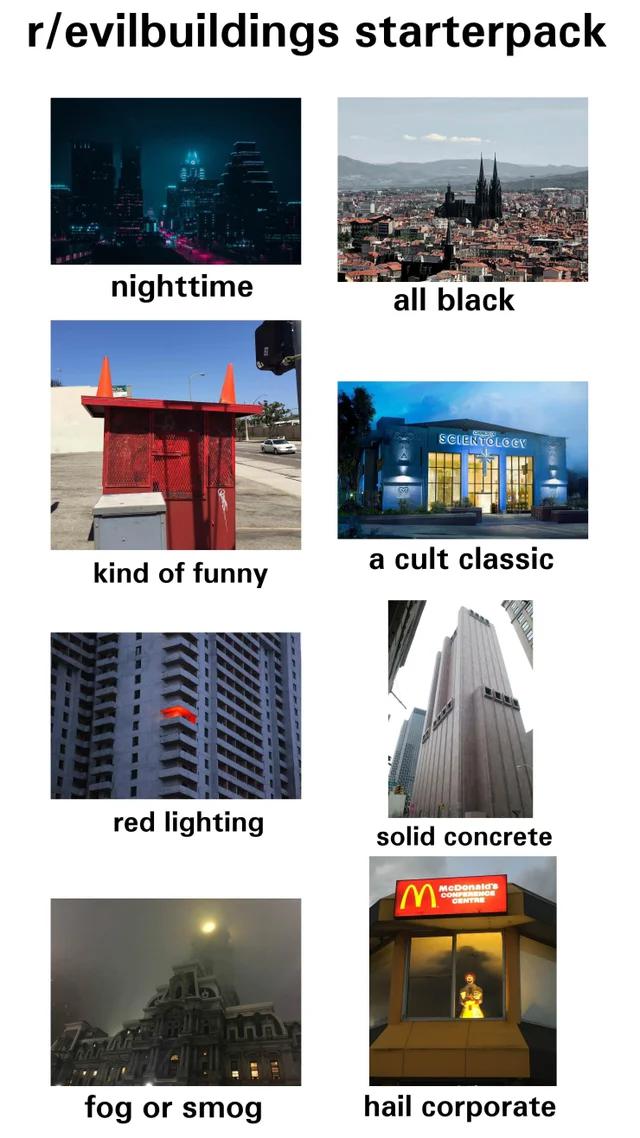 r/evilbuildings starterpack
nighttime
all black
kind of funny
SCIENTOLOGY
a cult classic
red lighting
solid concrete
McDonald's
CONFERENCE
CENTRE
fog or smog
hail corporate